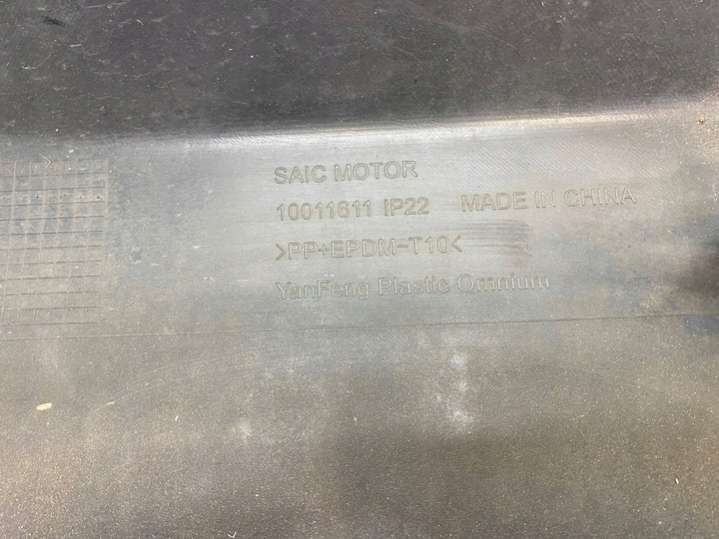 SAIC MOTOR
10011611 IP22 MADE IN CHINA
>PP+EPDM-T10<
YanFeng Plastic Omnium